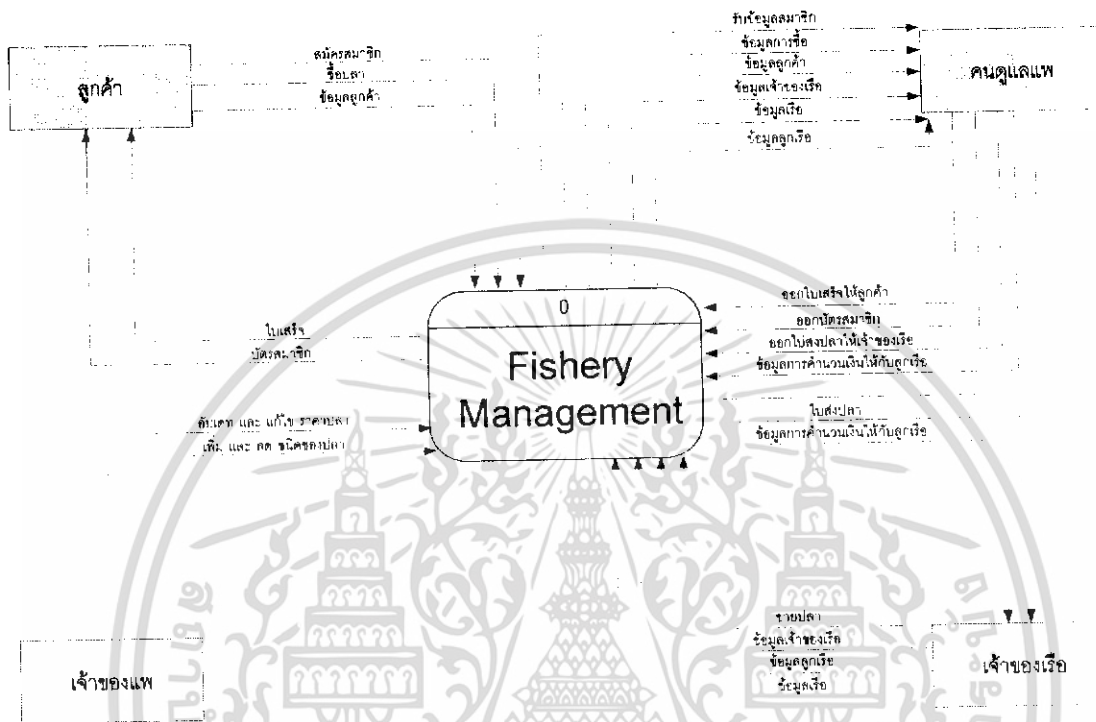 ลูกค้า
สมัครสมาชิก
ซื้อปลา
ข้อมูลลูกค้า
รับข้อมูลสมาชิก
ข้อมูลการซื้อ
ข้อมูลลูกค้า
ข้อมูลเจ้าของเรือ
ข้อมูลเรือ
ข้อมูลลูกเรือ
คนดูแลแพ
0
Fishery
Management
ใบเสร็จ
บัตรสมาชิก
ออกใบเสร็จให้ลูกค้า
ออกบัตรสมาชิก
ออกใบส่งปลาให้เจ้าของเรือ
ข้อมูลการคำนวนเงินให้กับลูกเรือ
อัพเดท และ แก้ไข ราคาปลา
เพิ่ม และ ลด ชนิดของปลา
ใบส่งปลา
ข้อมูลการคำนวนเงินให้กับลูกเรือ
เจ้าของแพ
ขายปลา
ข้อมูลเจ้าของเรือ
ข้อมูลลูกเรือ
ข้อมูลเรือ
เจ้าของเรือ